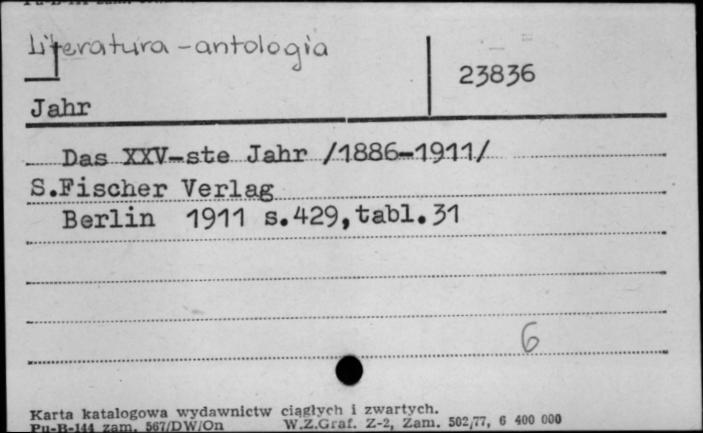 Literatura - antologia
23836
Jahr
Das XXV-ste Jahr /1886-1911/
S.Fischer Verlag
Berlin 1911 s.429,tabl.31
6
Karta katalogowa wydawnictw ciągłych i zwartych.
Pu-B-144 zam. 567/DW/On W.Z.Graf. Z-2, Zam. 502/77, 6 400 000